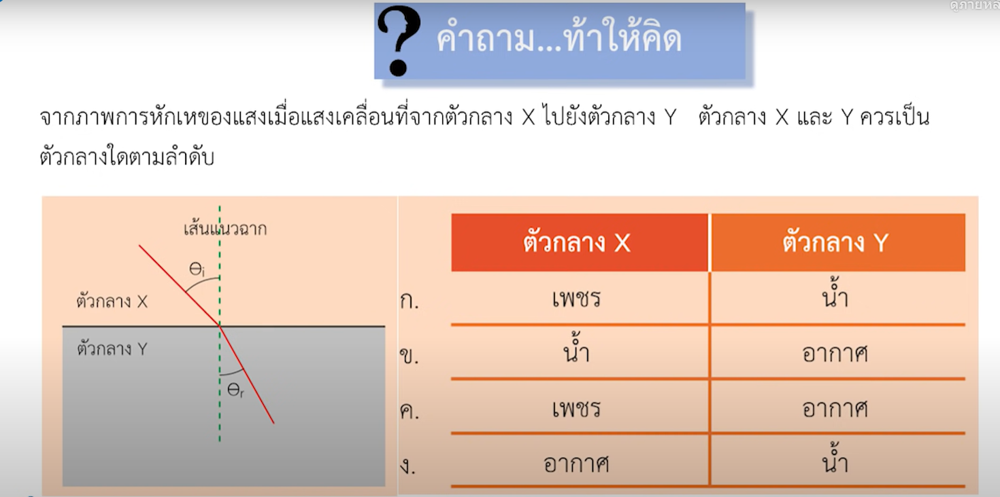 คำถาม...ท้าให้คิด
จากภาพการหักเหของแสงเมื่อแสงเคลื่อนที่จากตัวกลาง X ไปยังตัวกลาง Y ตัวกลาง X และ Y ควรเป็น
ตัวกลางใดตามลำดับ
เส้นแนวฉาก
θi
ตัวกลาง X
ตัวกลาง Y
θr
ตัวกลาง X ตัวกลาง Y
ก. เพชร น้ำ
ข. น้ำ อากาศ
ค. เพชร อากาศ
ง. อากาศ น้ำ